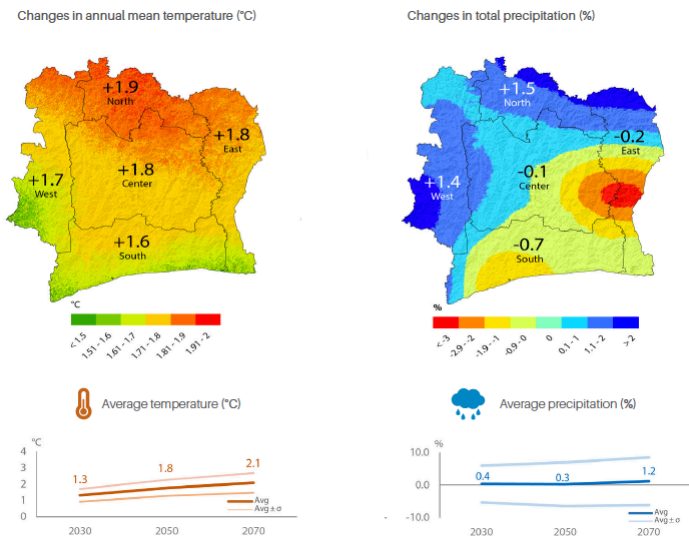 Changes in annual mean temperature (°C)
Changes in total precipitation (%)
+1.9
North
+1.8
East
+1.8
Center
+1.7
West
+1.6
South
°C
< 1.5
1.51 - 1.6
1.61 - 1.7
1.71 - 1.8
1.81 - 1.9
1.91 - 2
+1.5
North
-0.2
East
-0.1
Center
+1.4
West
-0.7
South
%
< -3
-2.9 - -2
-1.9 - -1
-0.9 - 0
0
0.1 - 1
1.1 - 2
> 2
Average temperature (°C)
°C
4
3
2
1
0
1.3
1.8
2.1
Avg
Avg ± σ
2030
2050
2070
Average precipitation (%)
%
10.0
0.0
-10.0
0.4
0.3
1.2
Avg
Avg ± σ
2030
2050
2070